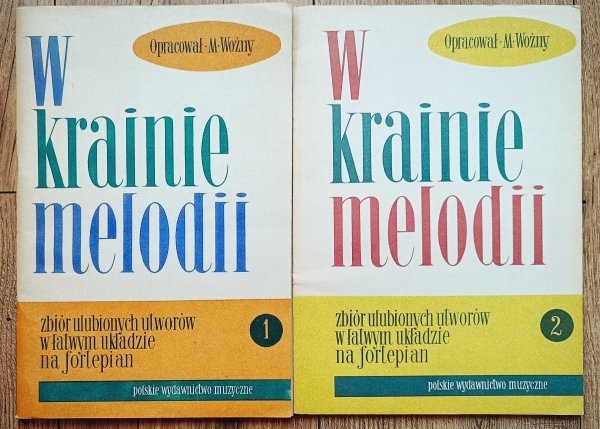 Opracował · M · Woźny
W
krainie
melodii
zbiór ulubionych utworów
w łatwym układzie
na fortepian
1
polskie wydawnictwo muzyczne
Opracował · M · Woźny
W
krainie
melodii
zbiór ulubionych utworów
w łatwym układzie
na fortepian
2
polskie wydawnictwo muzyczne